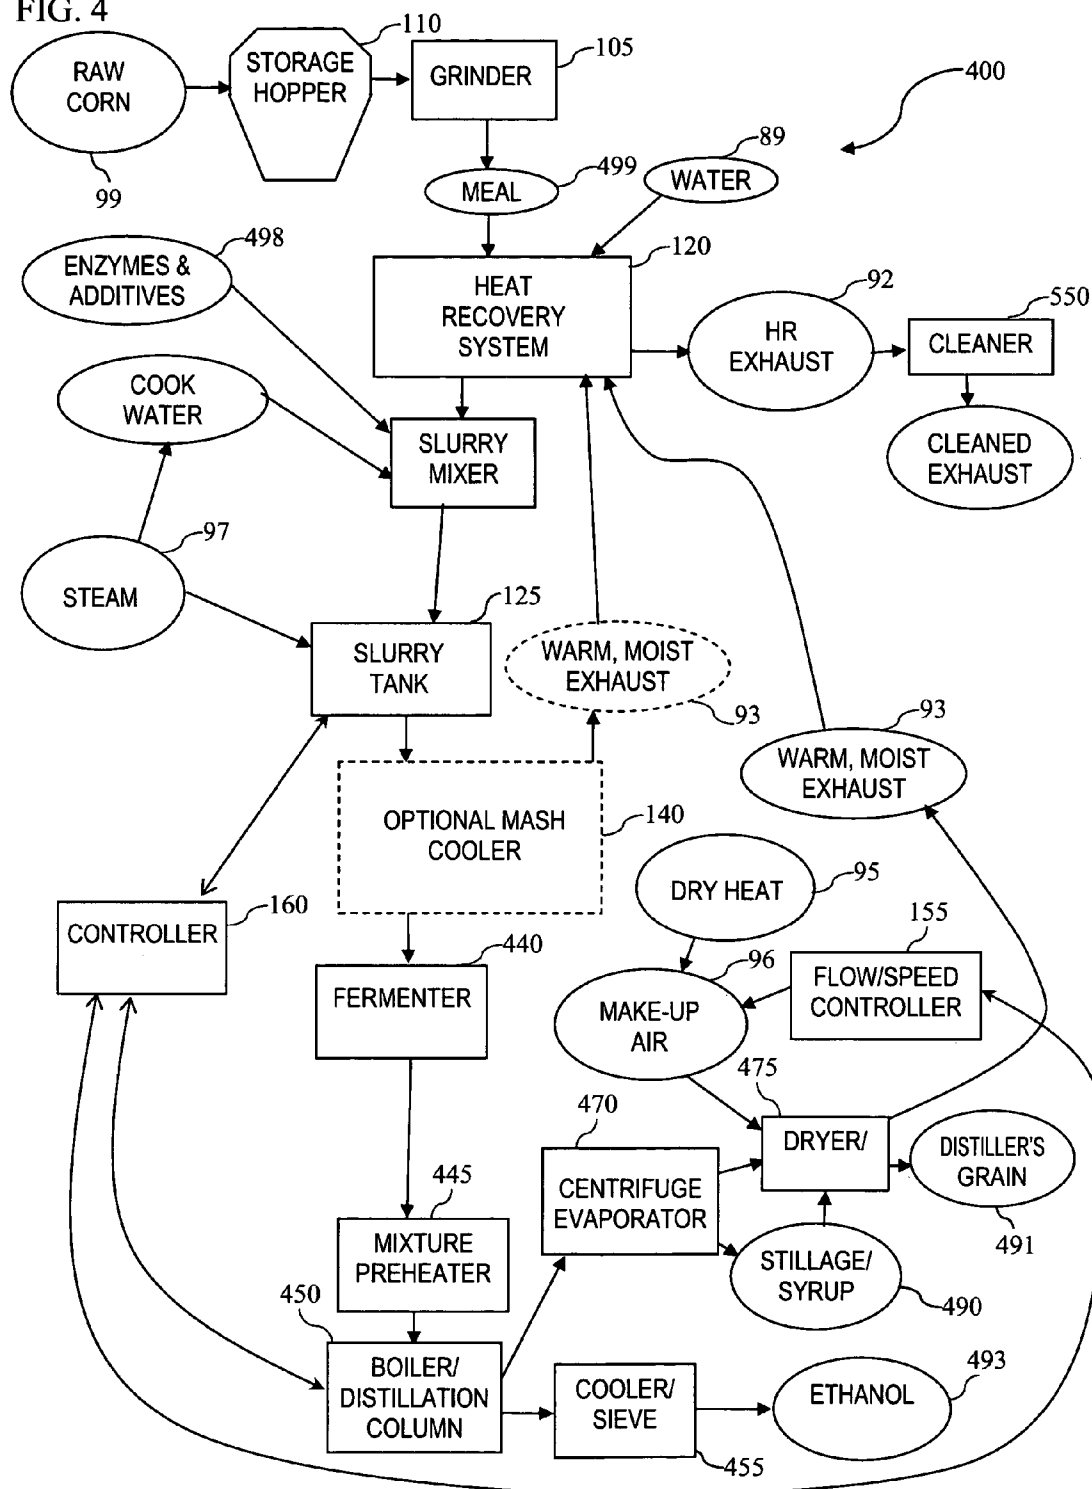 FIG. 4
110
105
RAW
CORN
STORAGE
HOPPER
GRINDER
400
89
499
MEAL
WATER
99
498
120
ENZYMES &
ADDITIVES
HEAT
RECOVERY
SYSTEM
92
550
HR
EXHAUST
CLEANER
COOK
WATER
SLURRY
MIXER
CLEANED
EXHAUST
97
STEAM
125
SLURRY
TANK
WARM, MOIST
EXHAUST
93
93
WARM, MOIST
EXHAUST
OPTIONAL MASH
COOLER
140
DRY HEAT
95
160
CONTROLLER
155
440
96
FLOW/SPEED
CONTROLLER
FERMENTER
MAKE-UP
AIR
475
470
DRYER/
DISTILLER'S
GRAIN
445
CENTRIFUGE
EVAPORATOR
491
MIXTURE
PREHEATER
STILLAGE/
SYRUP
490
450
BOILER/
DISTILLATION
COLUMN
COOLER/
SIEVE
ETHANOL
493
455